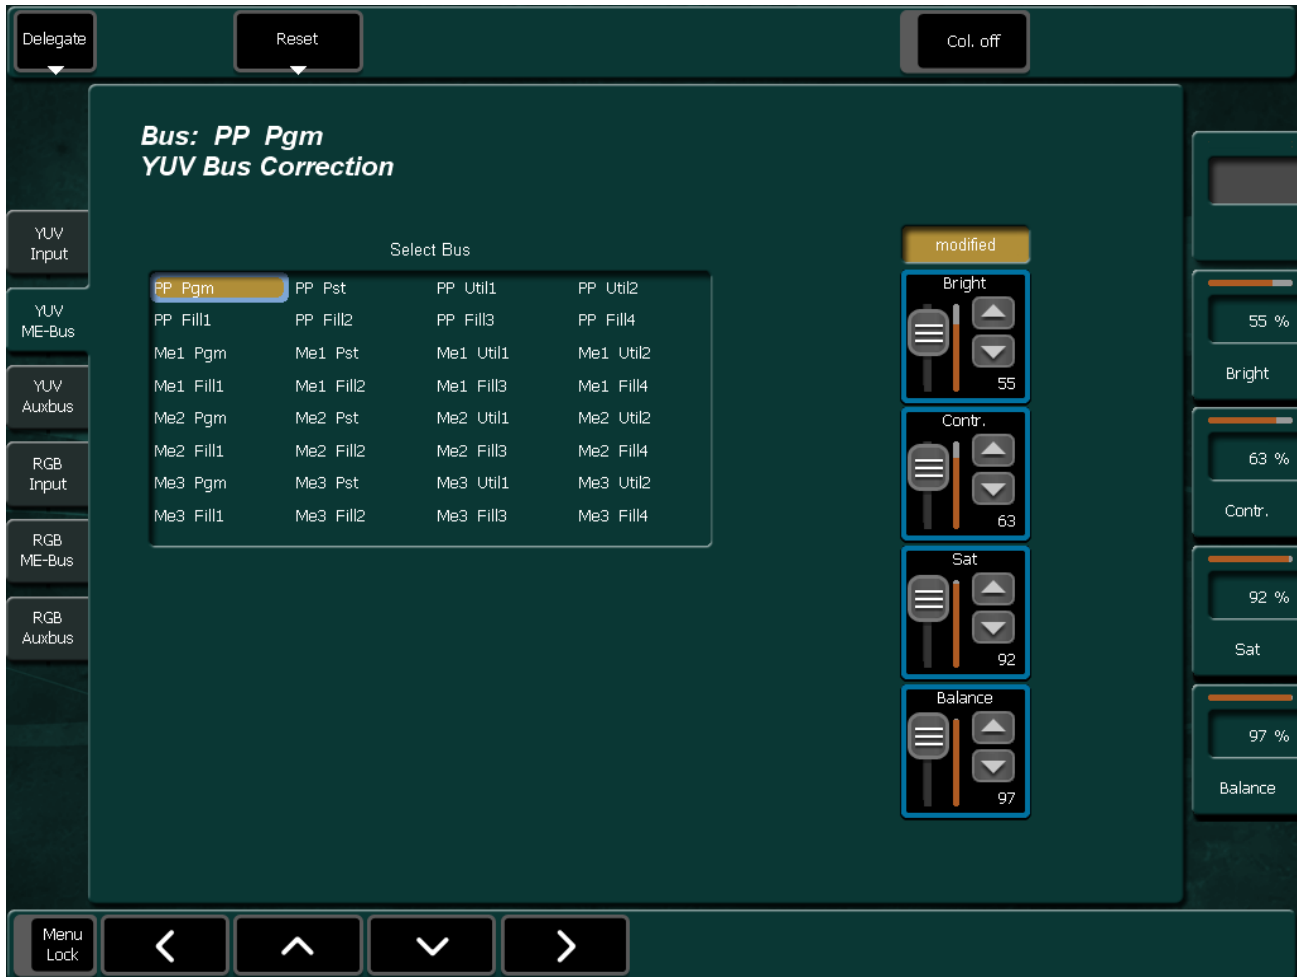 Delegate
Reset
Col. off
Bus: PP Pgm
YUV Bus Correction
YUV
Input
YUV
ME-Bus
YUV
Auxbus
RGB
Input
RGB
ME-Bus
RGB
Auxbus
Select Bus
PP Pgm PP Pst PP Util1 PP Util2
PP Fill1 PP Fill2 PP Fill3 PP Fill4
Me1 Pgm Me1 Pst Me1 Util1 Me1 Util2
Me1 Fill1 Me1 Fill2 Me1 Fill3 Me1 Fill4
Me2 Pgm Me2 Pst Me2 Util1 Me2 Util2
Me2 Fill1 Me2 Fill2 Me2 Fill3 Me2 Fill4
Me3 Pgm Me3 Pst Me3 Util1 Me3 Util2
Me3 Fill1 Me3 Fill2 Me3 Fill3 Me3 Fill4
modified
Bright
55
Contr.
63
Sat
92
Balance
97
55 %
Bright
63 %
Contr.
92 %
Sat
97 %
Balance
Menu
Lock